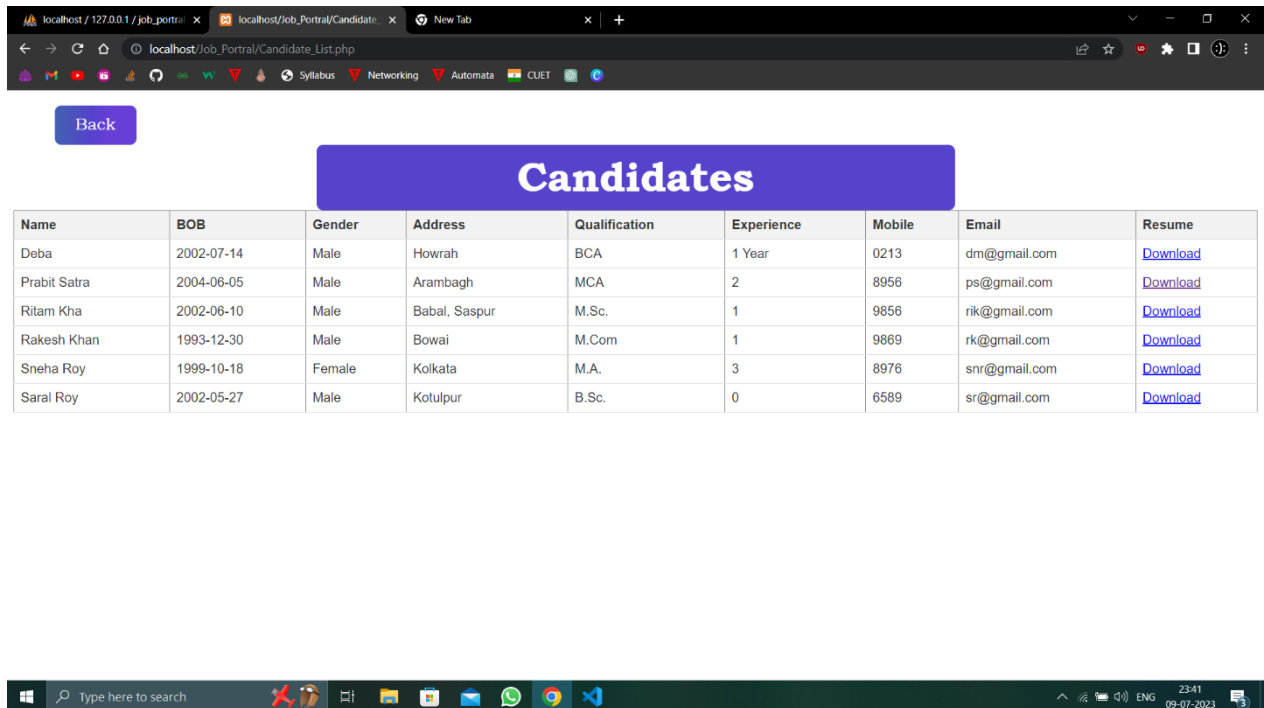 localhost / 127.0.0.1 / job_portral
localhost/Job_Portral/Candidate_
New Tab
localhost/Job_Portral/Candidate_List.php
Syllabus Networking Automata CUET
Back
Candidates
Name BOB Gender Address Qualification Experience Mobile Email Resume
Deba 2002-07-14 Male Howrah BCA 1 Year 0213 dm@gmail.com Download
Prabit Satra 2004-06-05 Male Arambagh MCA 2 8956 ps@gmail.com Download
Ritam Kha 2002-06-10 Male Babal, Saspur M.Sc. 1 9856 rik@gmail.com Download
Rakesh Khan 1993-12-30 Male Bowai M.Com 1 9869 rk@gmail.com Download
Sneha Roy 1999-10-18 Female Kolkata M.A. 3 8976 snr@gmail.com Download
Saral Roy 2002-05-27 Male Kotulpur B.Sc. 0 6589 sr@gmail.com Download
Type here to search
ENG
23:41
09-07-2023
3